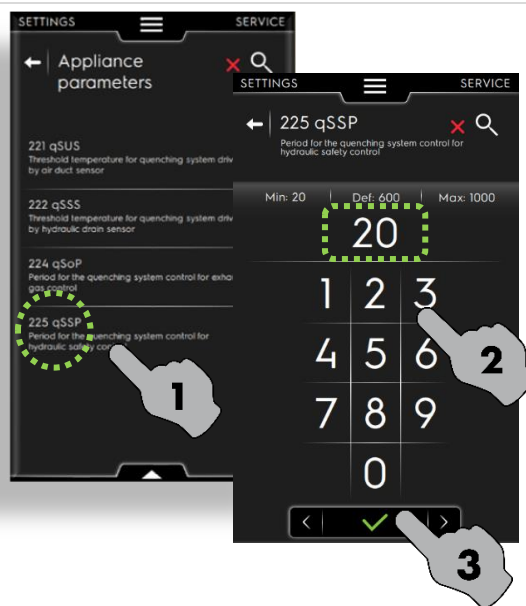 SETTINGS SERVICE
Appliance
parameters
221 qSUS
Threshold temperature for quenching system driv
by air duct sensor
222 qSSS
Threshold temperature for quenching system driv
by hydraulic drain sensor
224 qSoP
Period for the quenching system control for exhau
gas control
225 qSSP
Period for the quenching system control for
hydraulic safety con
1
SETTINGS SERVICE
225 qSSP
Period for the quenching system control for
hydraulic safety control
Min: 20 Def: 600 Max: 1000
20
1 2 3
4 5 6
7 8 9
0
2
3